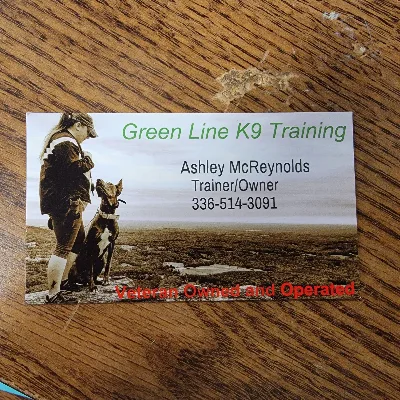 Green Line K9 Training
Ashley McReynolds
Trainer/Owner
336-514-3091
Veteran Owned and Operated